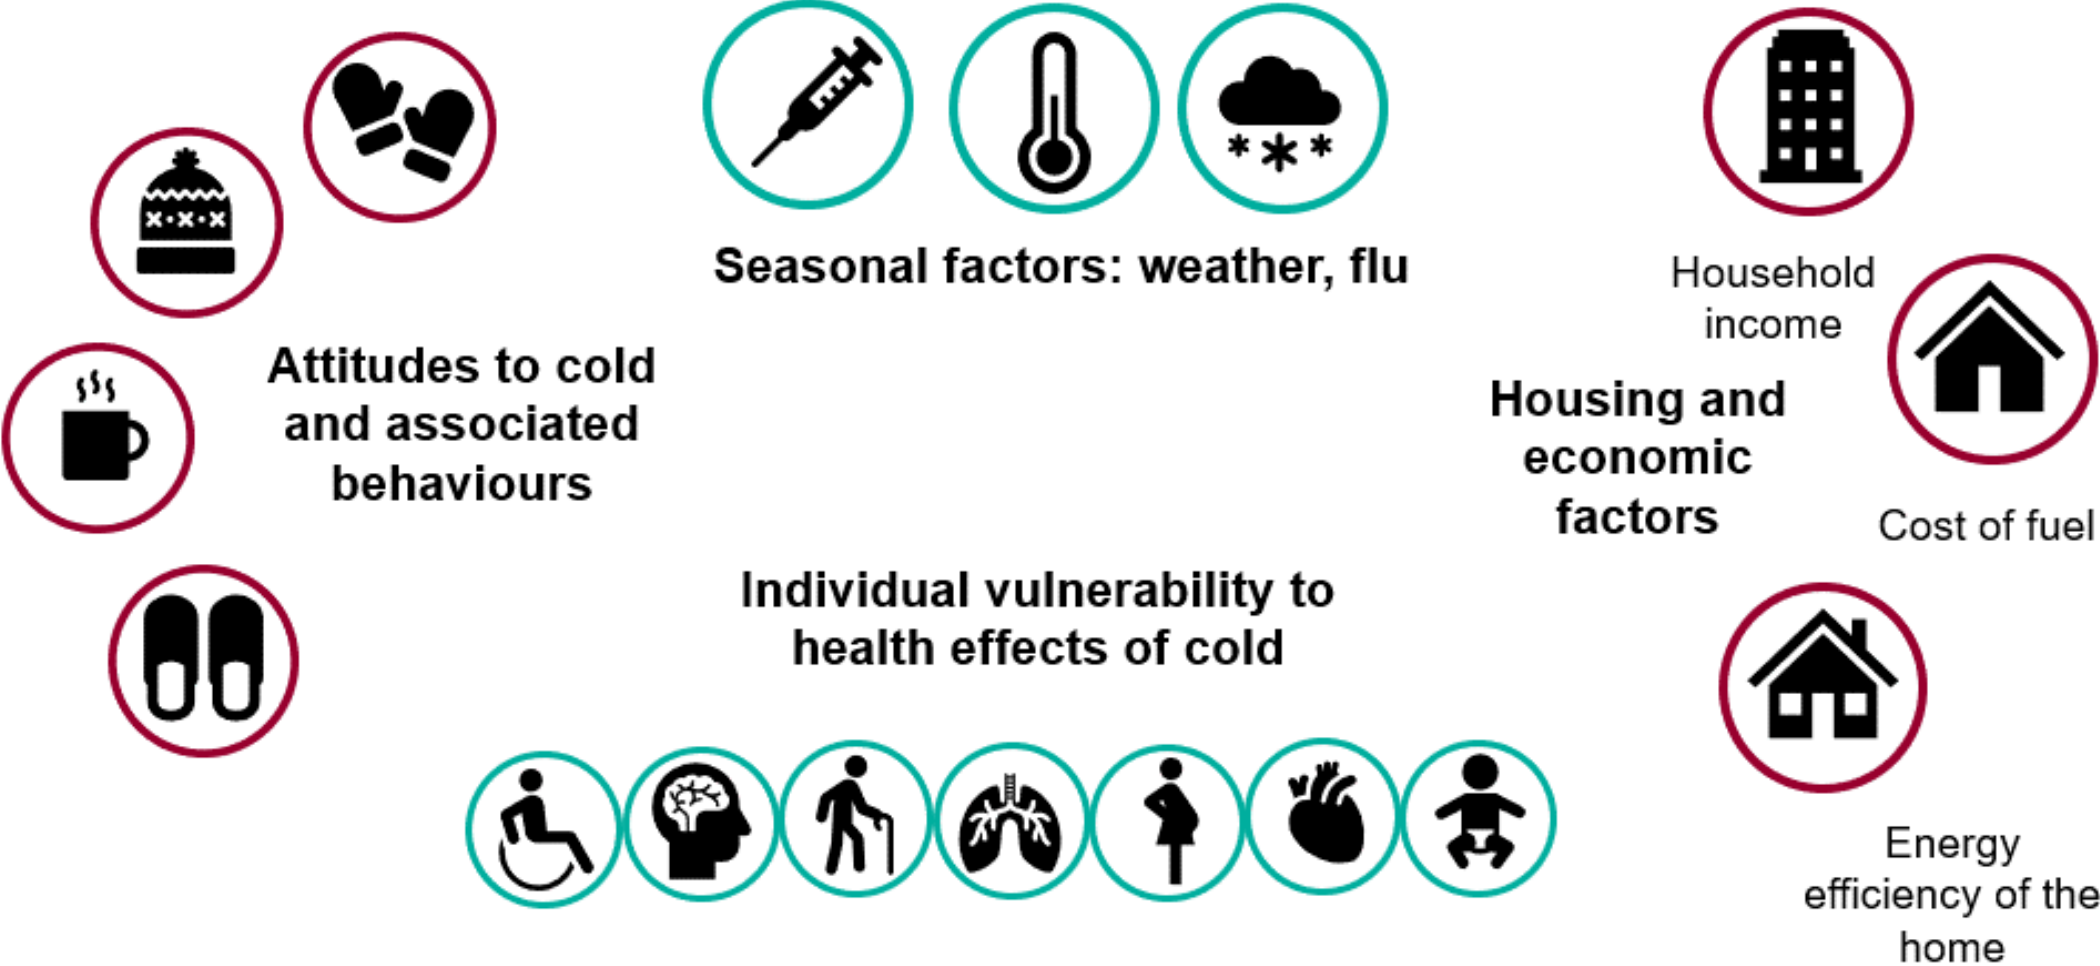 Seasonal factors: weather, flu
Attitudes to cold
and associated
behaviours
Household
income
Housing and
economic
factors
Cost of fuel
Individual vulnerability to
health effects of cold
Energy
efficiency of the
home